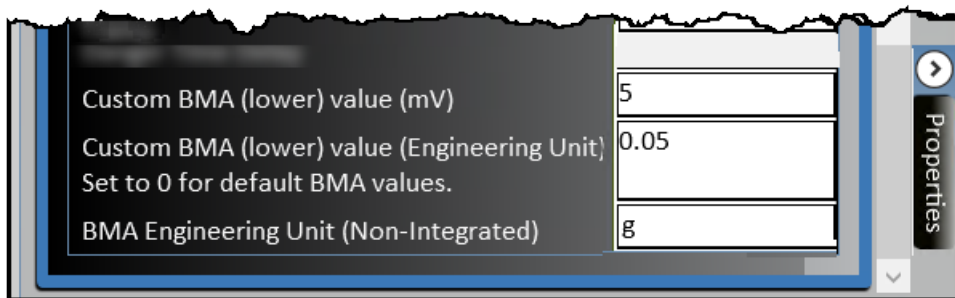 Custom BMA (lower) value (mV)
5
Custom BMA (lower) value (Engineering Unit)
0.05
Set to 0 for default BMA values.
BMA Engineering Unit (Non-Integrated)
g
Properties